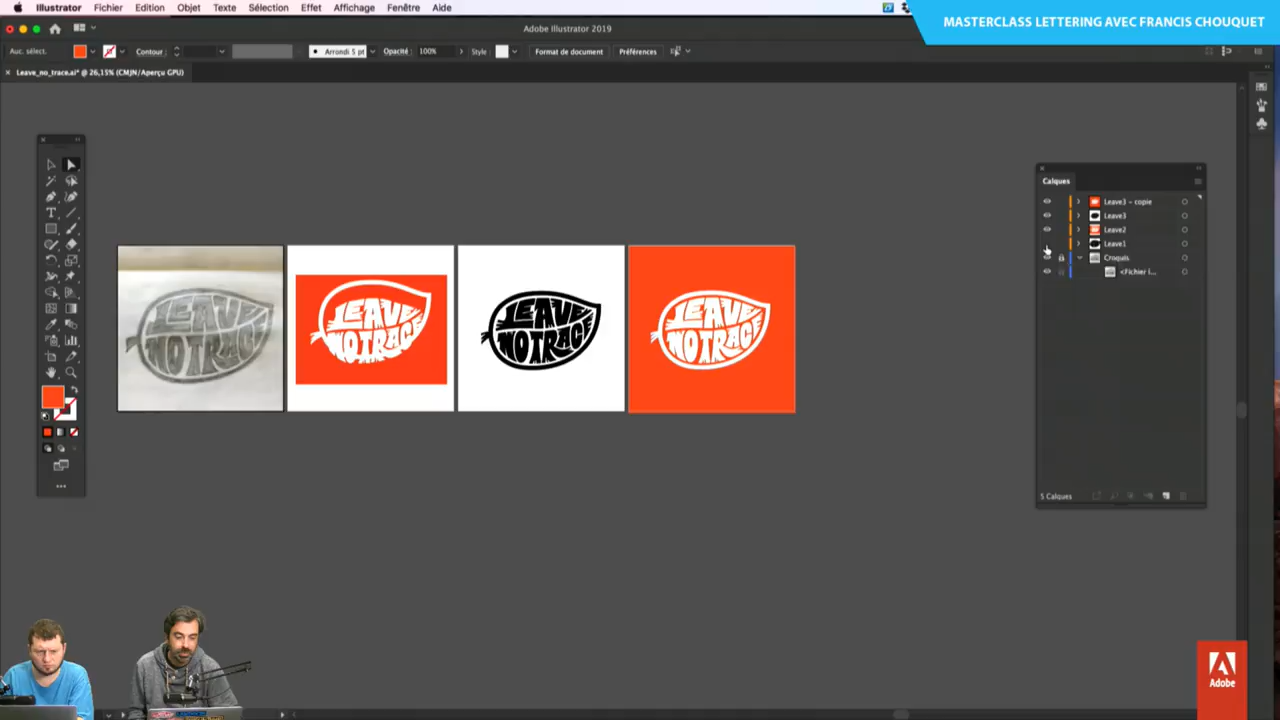 Illustrator Fichier Edition Objet Texte Sélection Effet Affichage Fenêtre Aide
MASTERCLASS LETTERING AVEC FRANCIS CHOUQUET
Adobe Illustrator 2019
Auc. sélect. Contour : Arrondi 5 pt Opacité : 100% Style : Format de document Préférences
Leave_no_trace.ai* @ 26,15% (CMJN/Aperçu GPU)
Calques
Leave3 – copie
Leave3
Leave2
Leave1
Croquis
<Fichier i...
5 Calques
LEAVE
NO TRACE
LEAVE
NO TRACE
LEAVE
NO TRACE
LEAVE
NO TRACE
Adobe